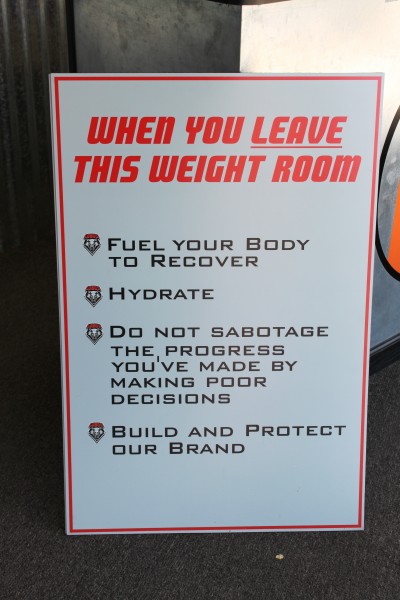 WHEN YOU LEAVE
THIS WEIGHT ROOM
FUEL YOUR BODY
TO RECOVER
HYDRATE
DO NOT SABOTAGE
THE PROGRESS
YOU'VE MADE BY
MAKING POOR
DECISIONS
BUILD AND PROTECT
OUR BRAND